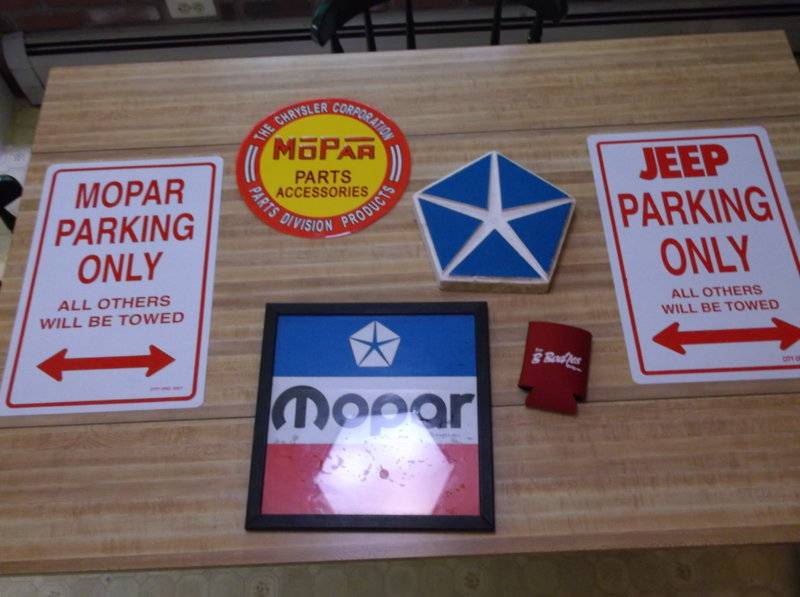 MOPAR
PARKING
ONLY
ALL OTHERS
WILL BE TOWED
THE CHRYSLER CORPORATION
MOPAR
PARTS
ACCESSORIES
PARTS DIVISION PRODUCTS
JEEP
PARKING
ONLY
ALL OTHERS
WILL BE TOWED
Mopar
B Bodies